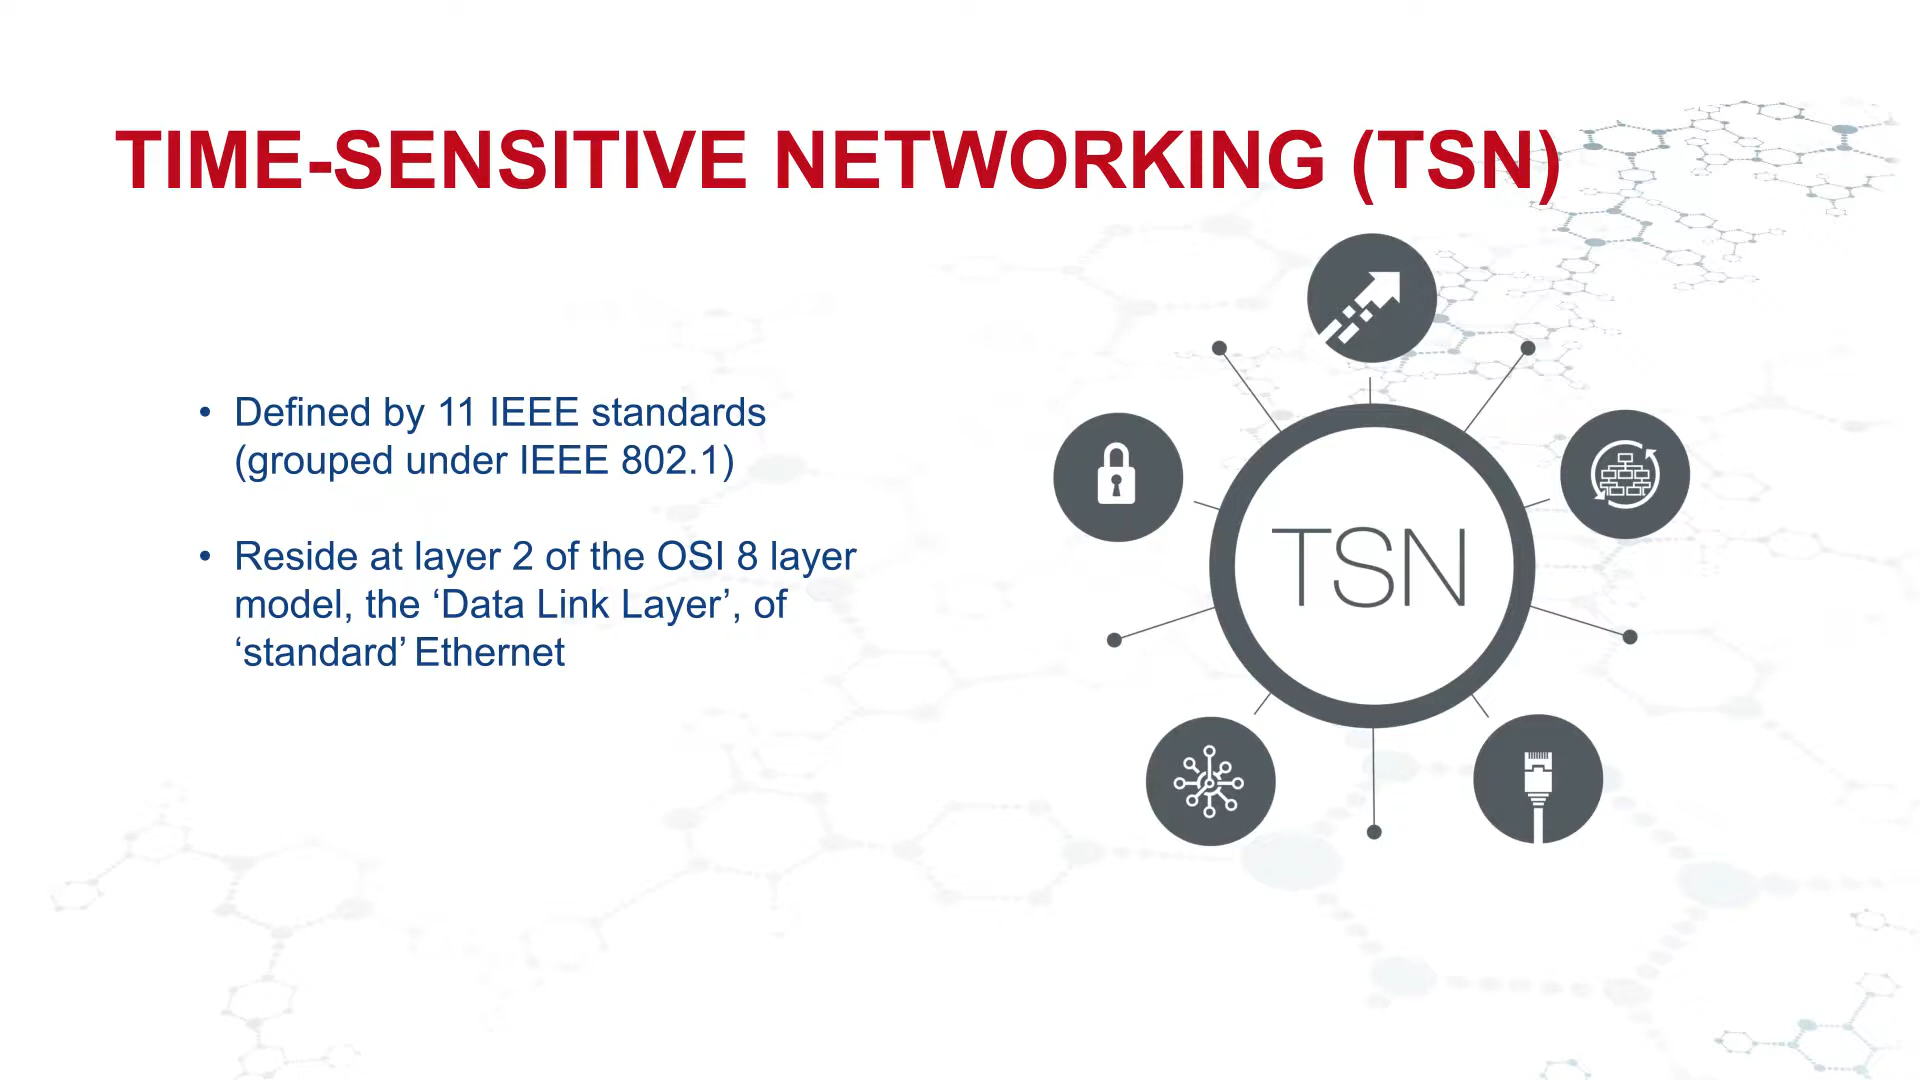 TIME-SENSITIVE NETWORKING (TSN)
• Defined by 11 IEEE standards
(grouped under IEEE 802.1)
• Reside at layer 2 of the OSI 8 layer
model, the ‘Data Link Layer’, of
‘standard’ Ethernet
TSN